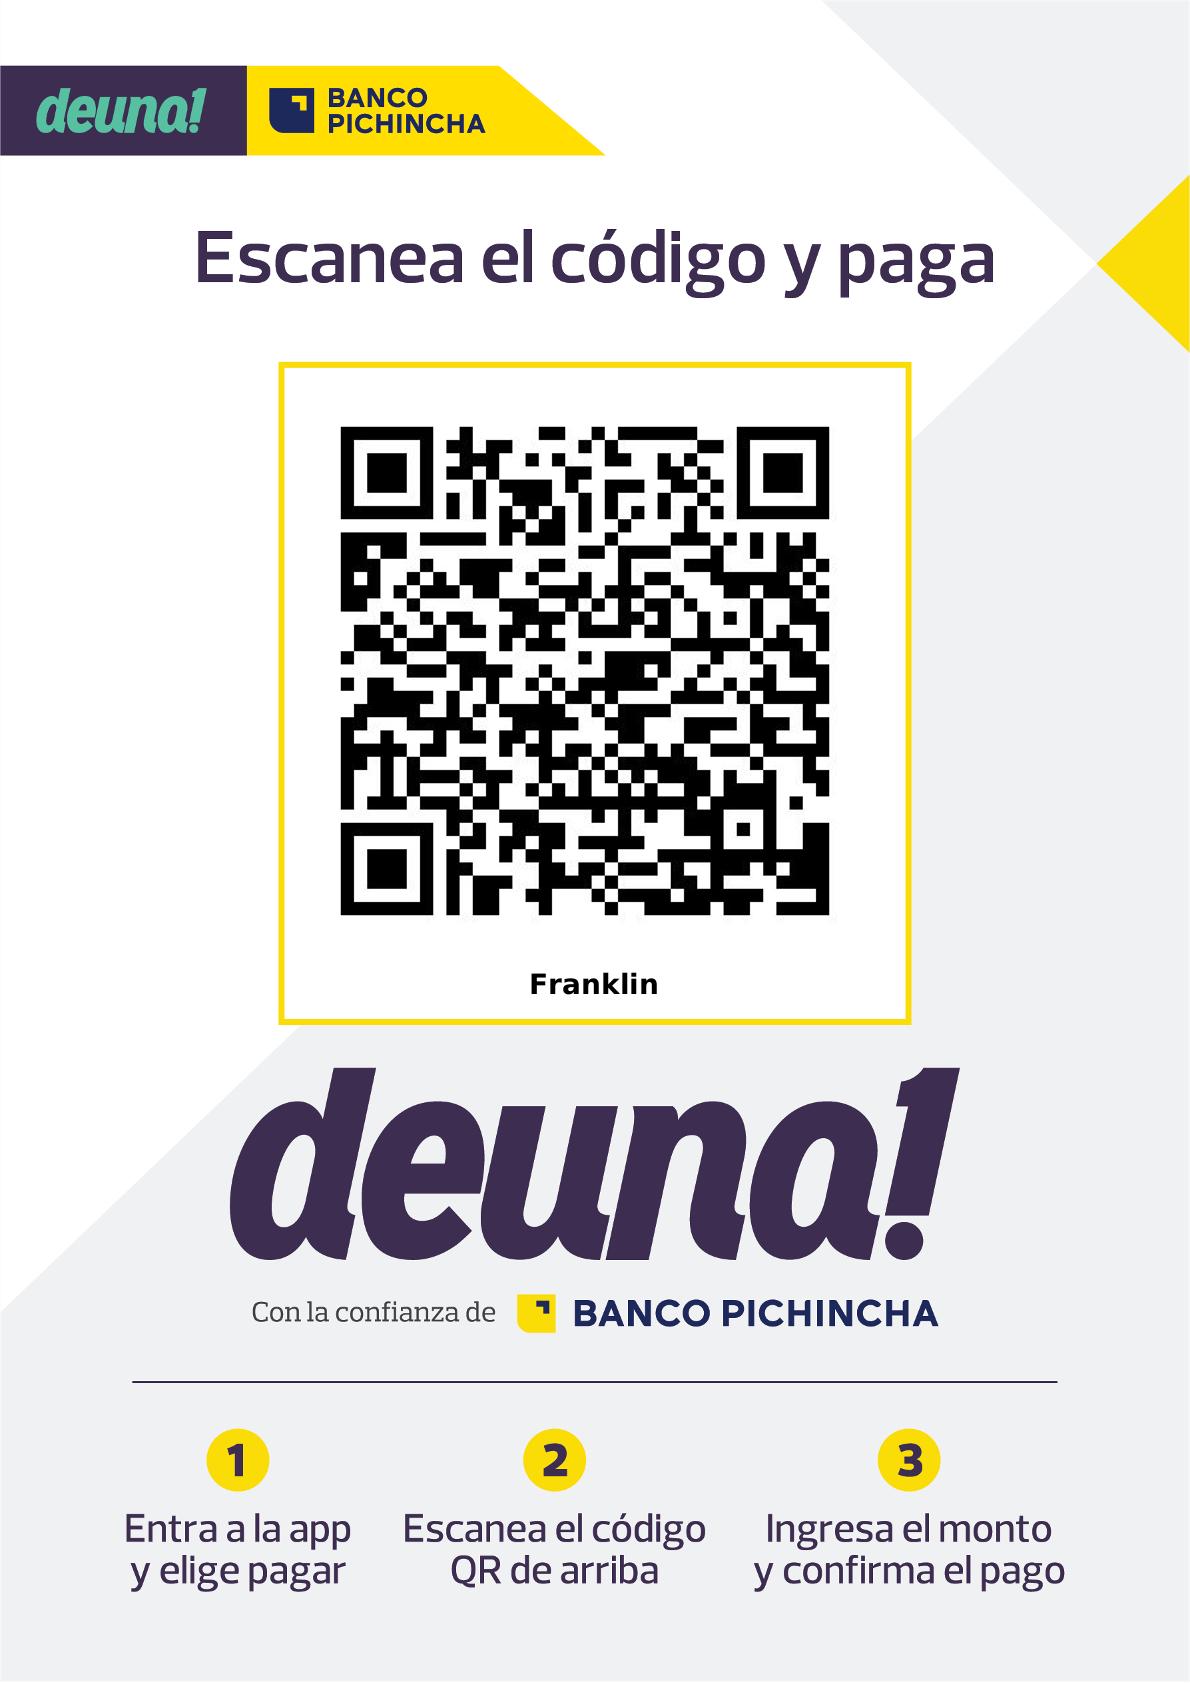 deuna!
BANCO
PICHINCHA
Escanea el código y paga
Franklin
deuna!
Con la confianza de BANCO PICHINCHA
1
Entra a la app
y elige pagar
2
Escanea el código
QR de arriba
3
Ingresa el monto
y confirma el pago